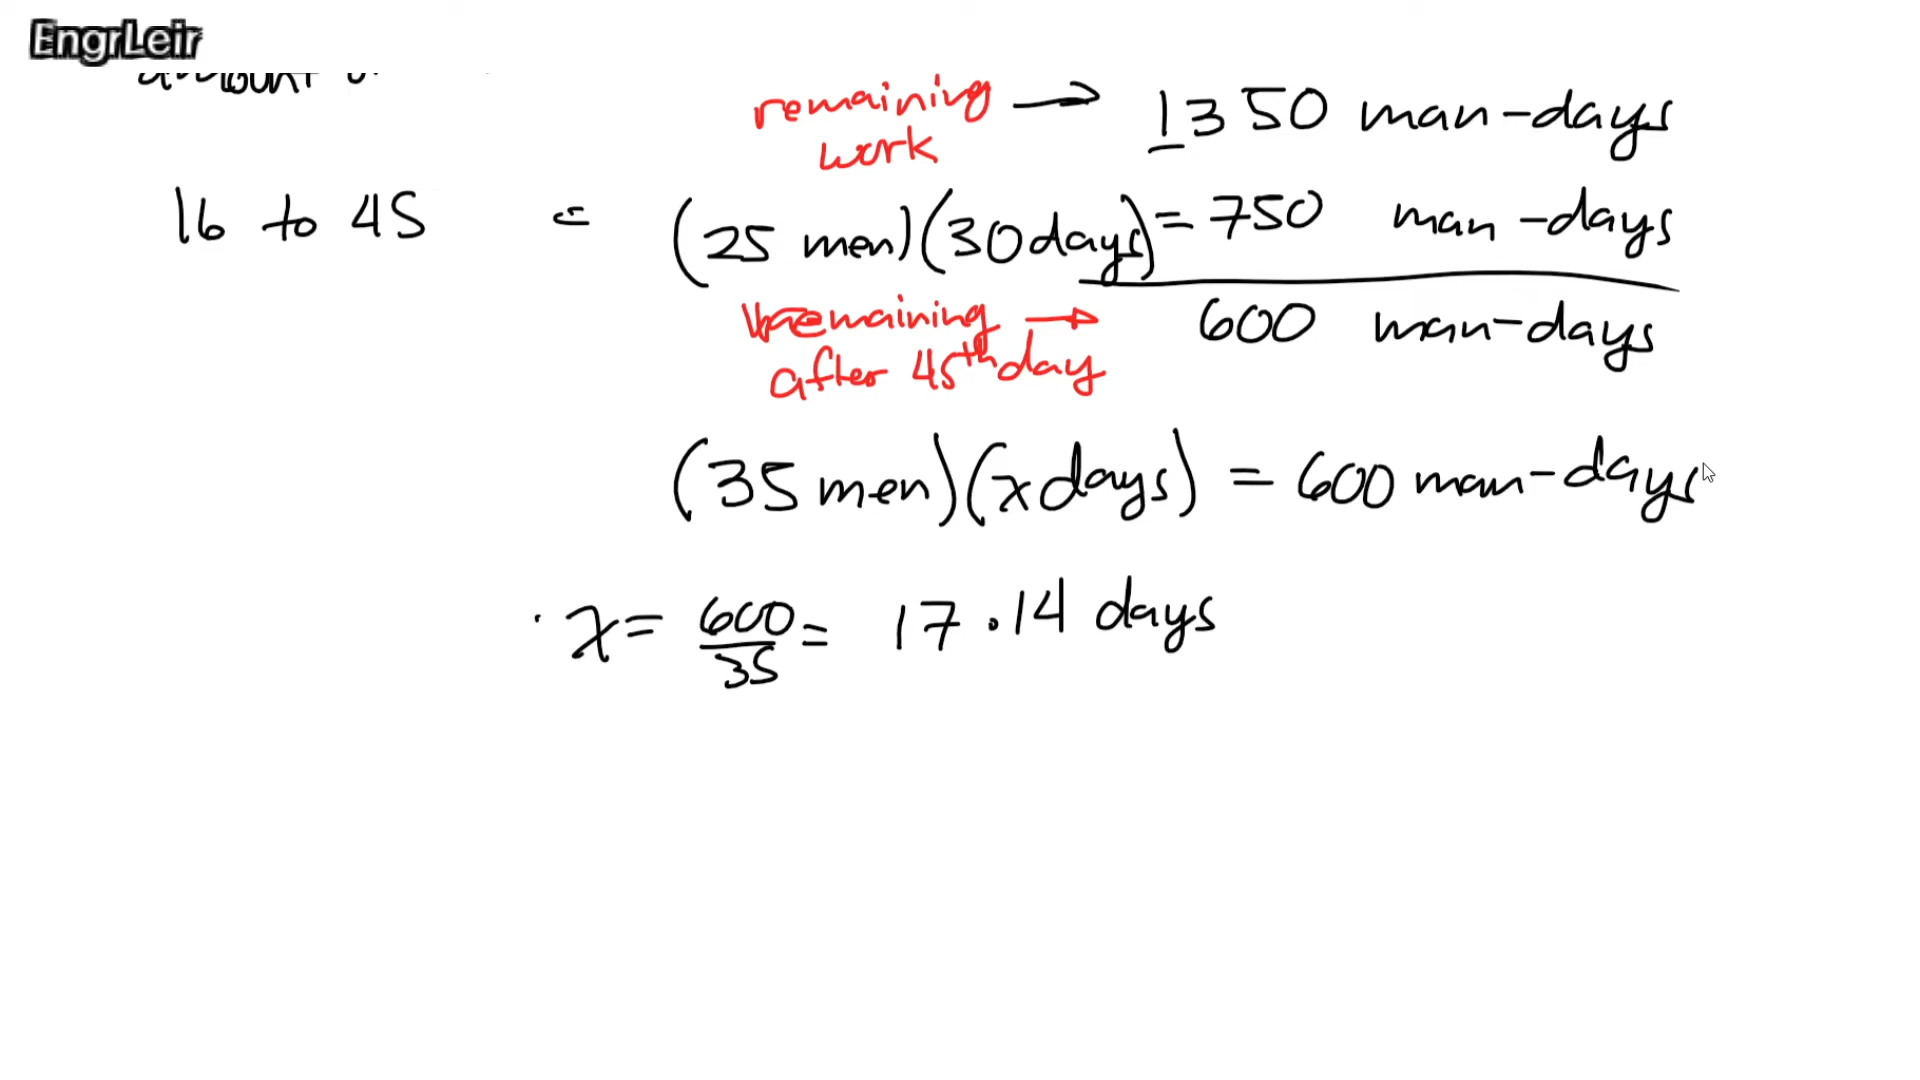 EngrLeir
amount
remaining → 1350 man-days
work
16 to 45 = (25 men)(30 days) = 750 man-days
remaining → 600 man-days
after 45th day
(35 men)(x days) = 600 man-days
x = 600/35 = 17.14 days